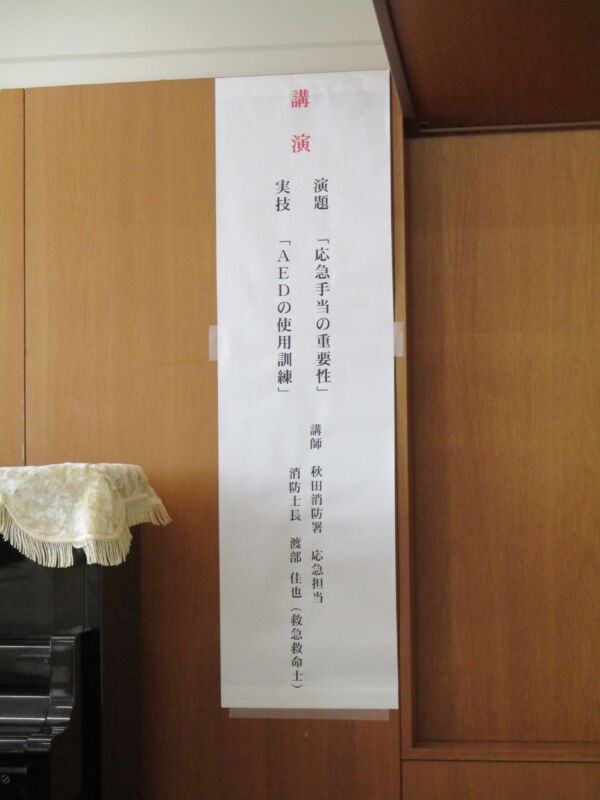 講演
演題 「応急手当の重要性」
実技 「AEDの使用訓練」
講師 秋田消防署 応急担当
消防士長 渡部 佳也(救急救命士)